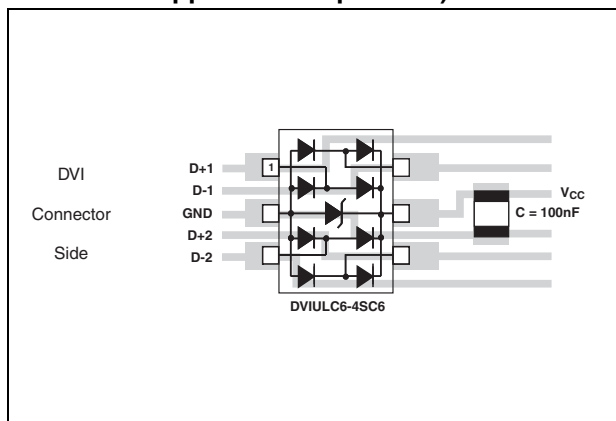 DVI
Connector
Side
D+1
D-1
GND
D+2
D-2
1
VCC
C = 100nF
DVIULC6-4SC6